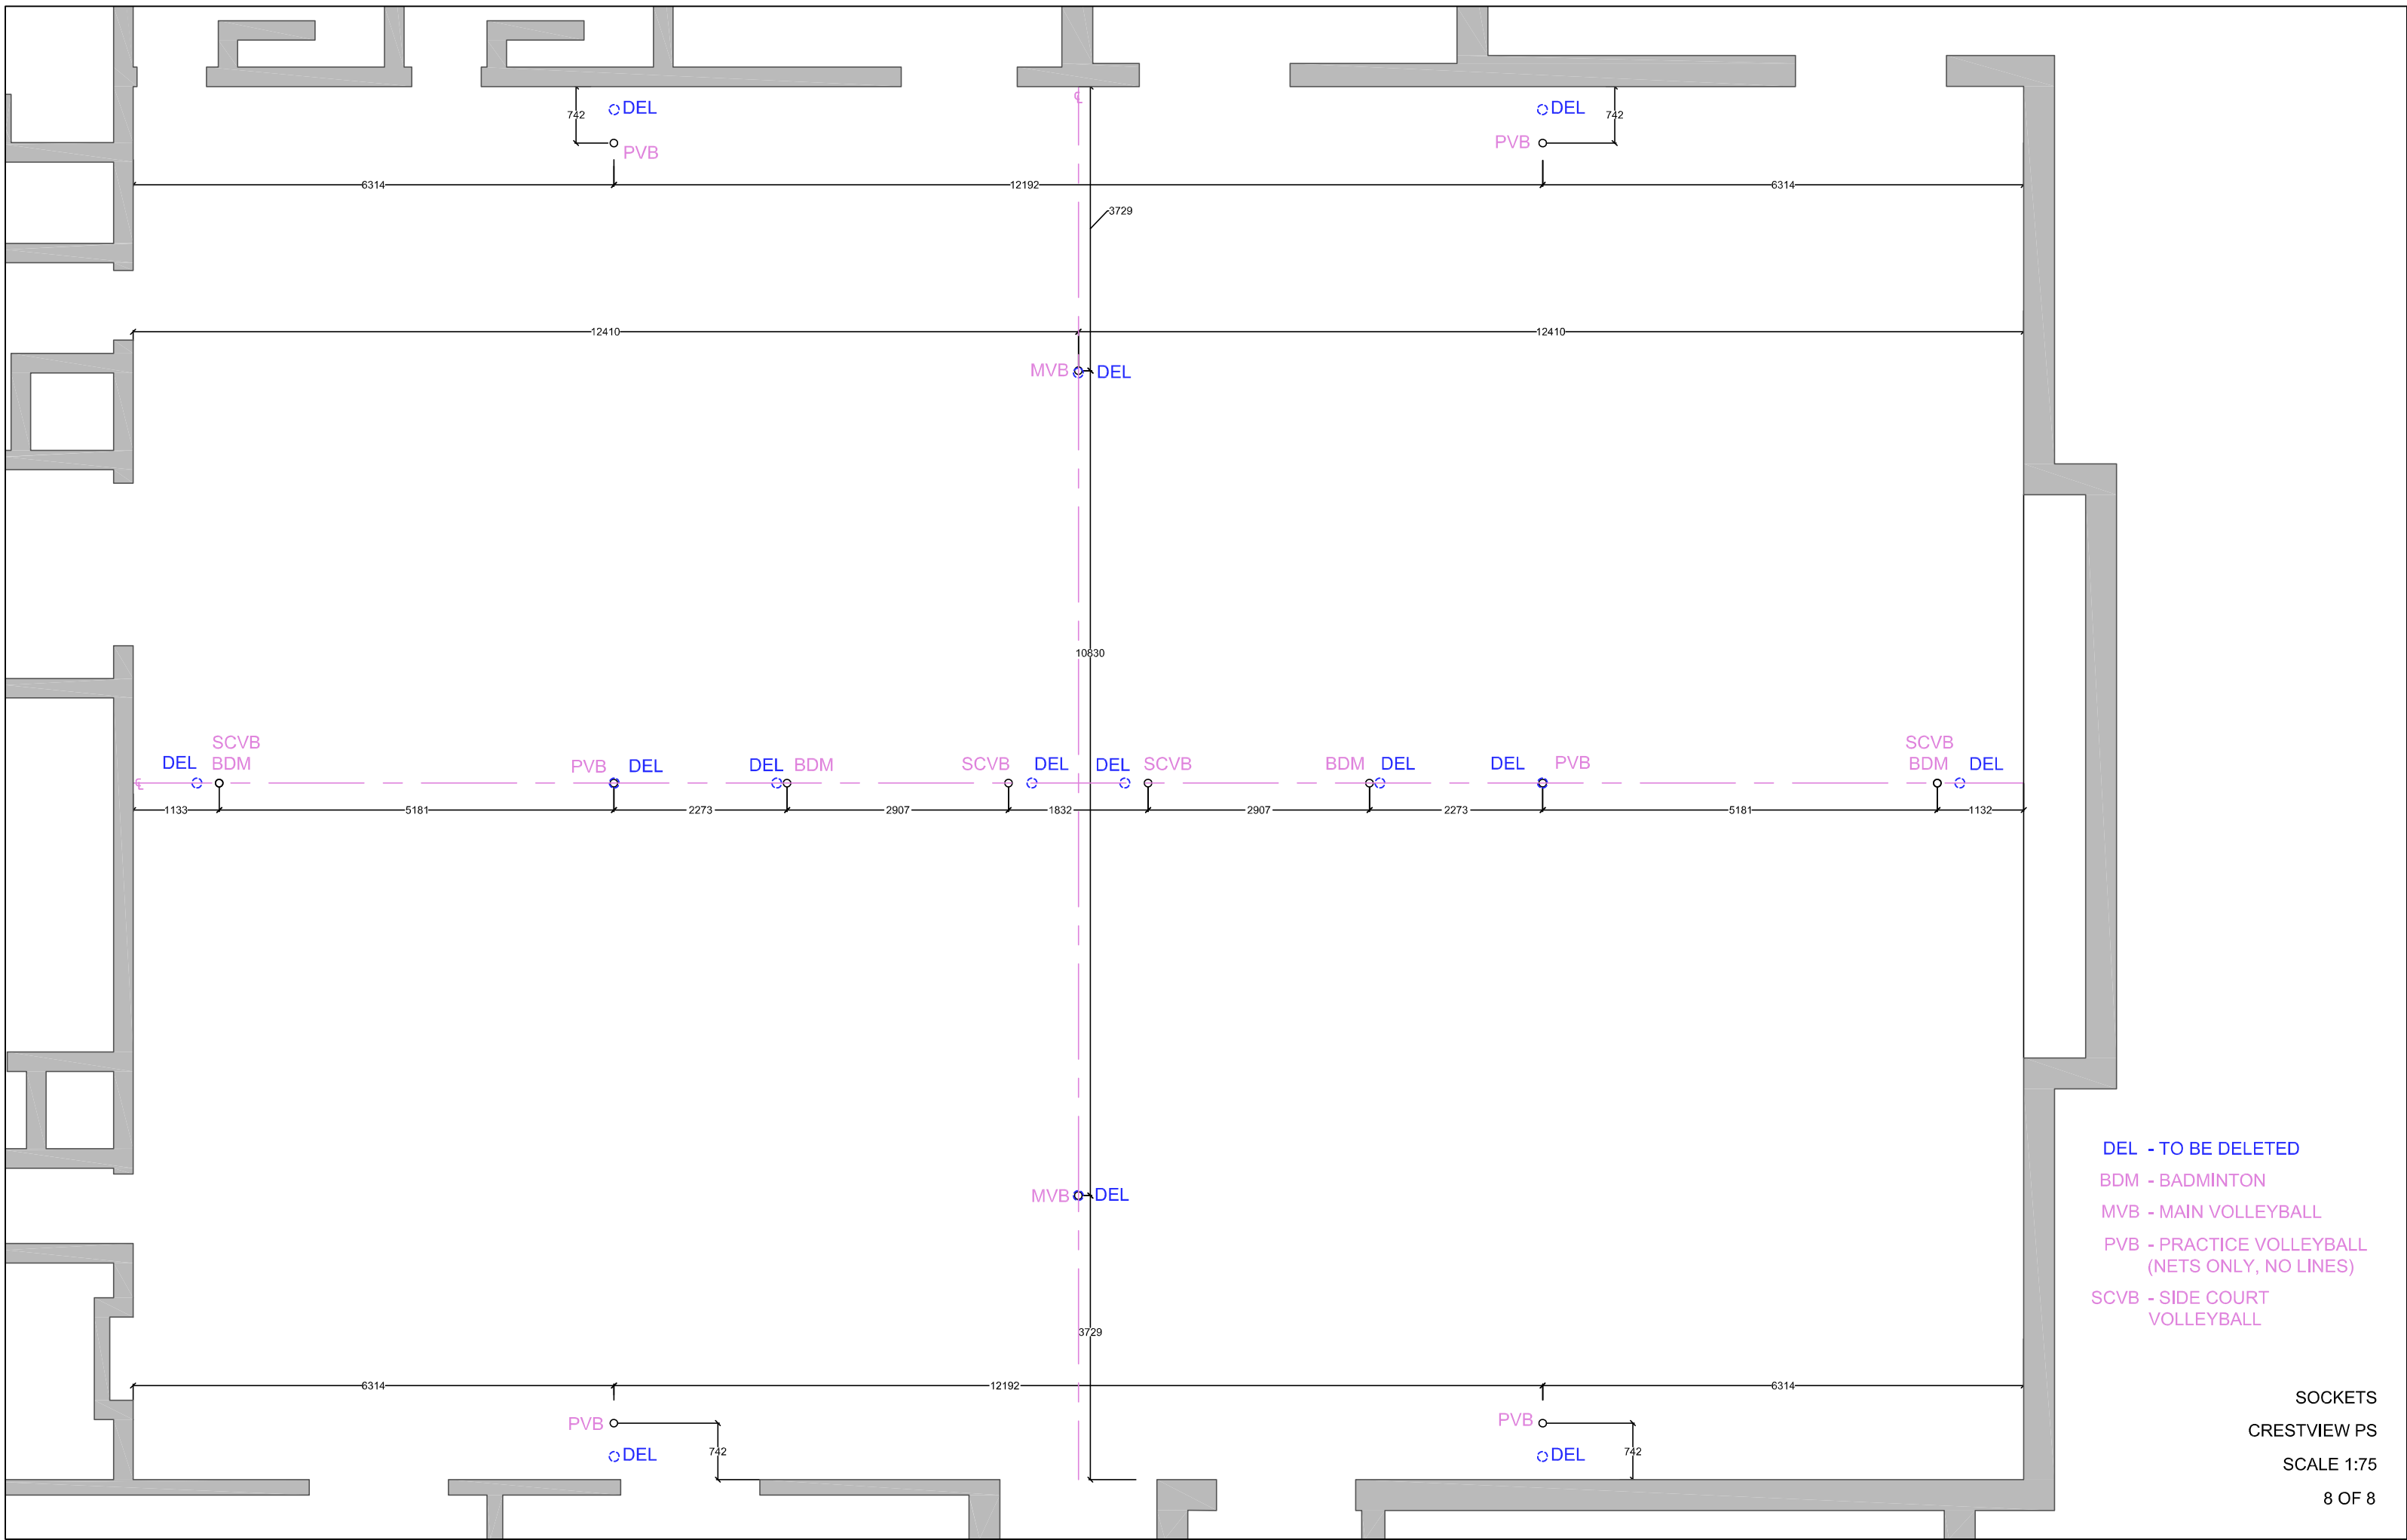 DEL
DEL
742
742
PVB
PVB
℄
6314
12192
6314
3729
12410
12410
MVB
DEL
10830
SCVB
SCVB
DEL
BDM
PVB
DEL
DEL
BDM
SCVB
DEL
DEL
SCVB
BDM
DEL
DEL
PVB
BDM
DEL
℄
1133
5181
2273
2907
1832
2907
2273
5181
1132
DEL - TO BE DELETED
BDM - BADMINTON
MVB
DEL
MVB - MAIN VOLLEYBALL
PVB - PRACTICE VOLLEYBALL
(NETS ONLY, NO LINES)
SCVB - SIDE COURT
VOLLEYBALL
3729
6314
12192
6314
SOCKETS
PVB
PVB
CRESTVIEW PS
742
742
DEL
DEL
SCALE 1:75
8 OF 8